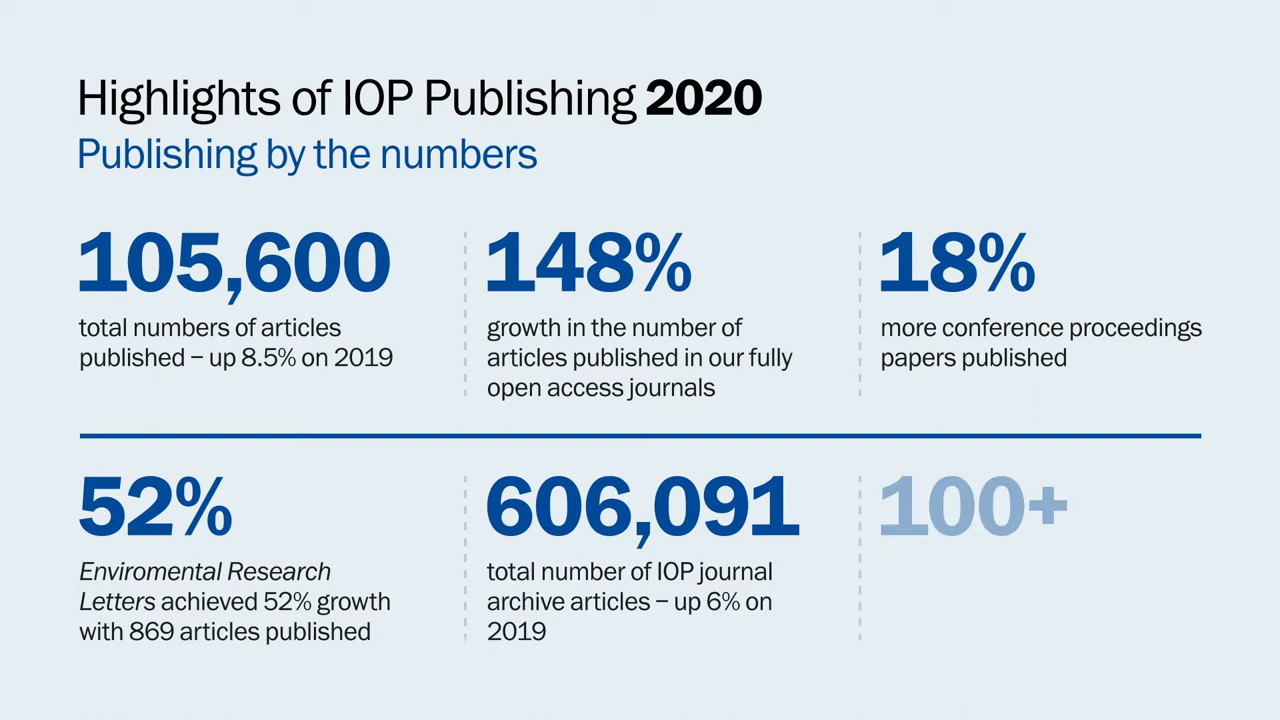 Highlights of IOP Publishing 2020
Publishing by the numbers
105,600
total numbers of articles
published – up 8.5% on 2019
148%
growth in the number of
articles published in our fully
open access journals
18%
more conference proceedings
papers published
52%
Enviromental Research
Letters achieved 52% growth
with 869 articles published
606,091
total number of IOP journal
archive articles – up 6% on
2019
100+